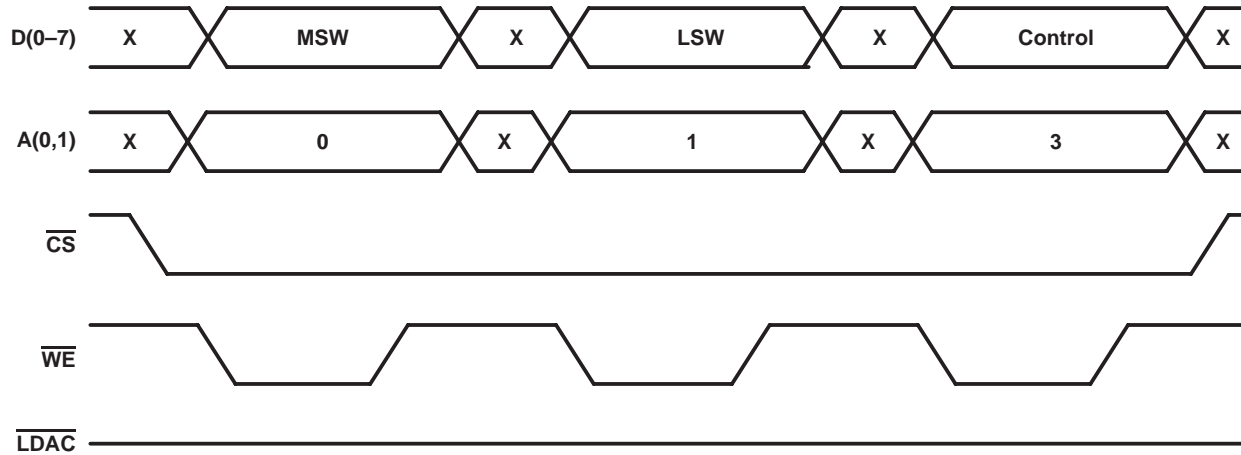 D(0–7) X MSW X LSW X Control X
A(0,1) X 0 X 1 X 3 X
CS
WE
LDAC